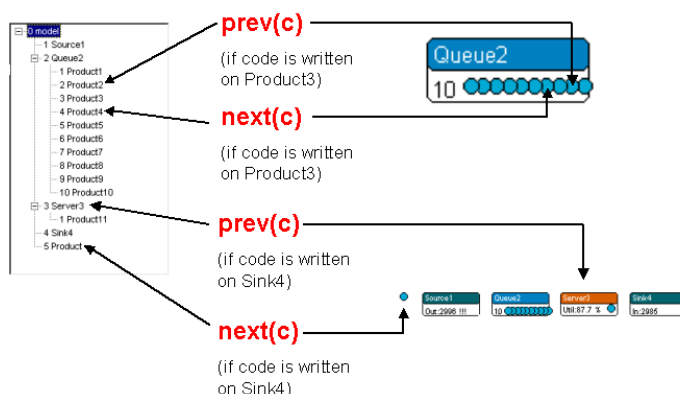 0 model
1 Source1
2 Queue2
1 Product1
2 Product2
3 Product3
4 Product4
5 Product5
6 Product6
7 Product7
8 Product8
9 Product9
10 Product10
3 Server3
1 Product11
4 Sink4
5 Product
prev(c)
(if code is written
on Product3)
next(c)
(if code is written
on Product3)
prev(c)
(if code is written
on Sink4)
next(c)
(if code is written
on Sink4)
Queue2
10
Source1
Out:2996 !!!
Queue2
10
Server3
Util:87.7 %
Sink4
In:2985